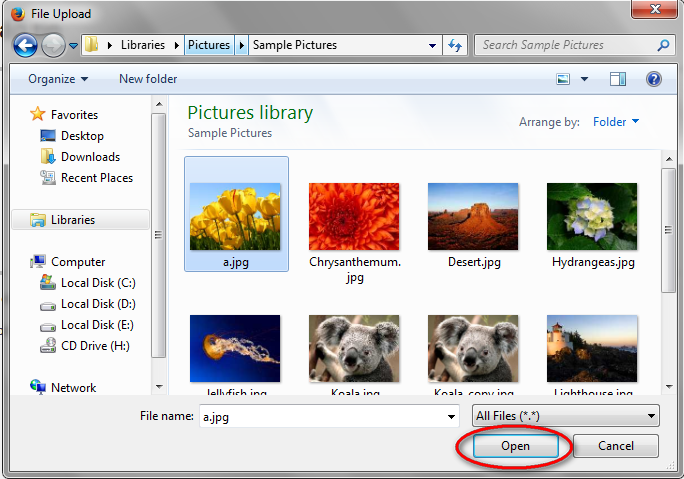 File Upload
Libraries Pictures Sample Pictures Search Sample Pictures
Organize New folder
Favorites
Desktop
Downloads
Recent Places
Libraries
Computer
Local Disk (C:)
Local Disk (D:)
Local Disk (E:)
CD Drive (H:)
Network
Pictures library
Sample Pictures
Arrange by: Folder
a.jpg
Chrysanthemum.
jpg
Desert.jpg
Hydrangeas.jpg
Jellyfish.jpg
Koala.jpg
Koala_copy.jpg
Lighthouse.jpg
File name: a.jpg
All Files (*.*)
Open Cancel